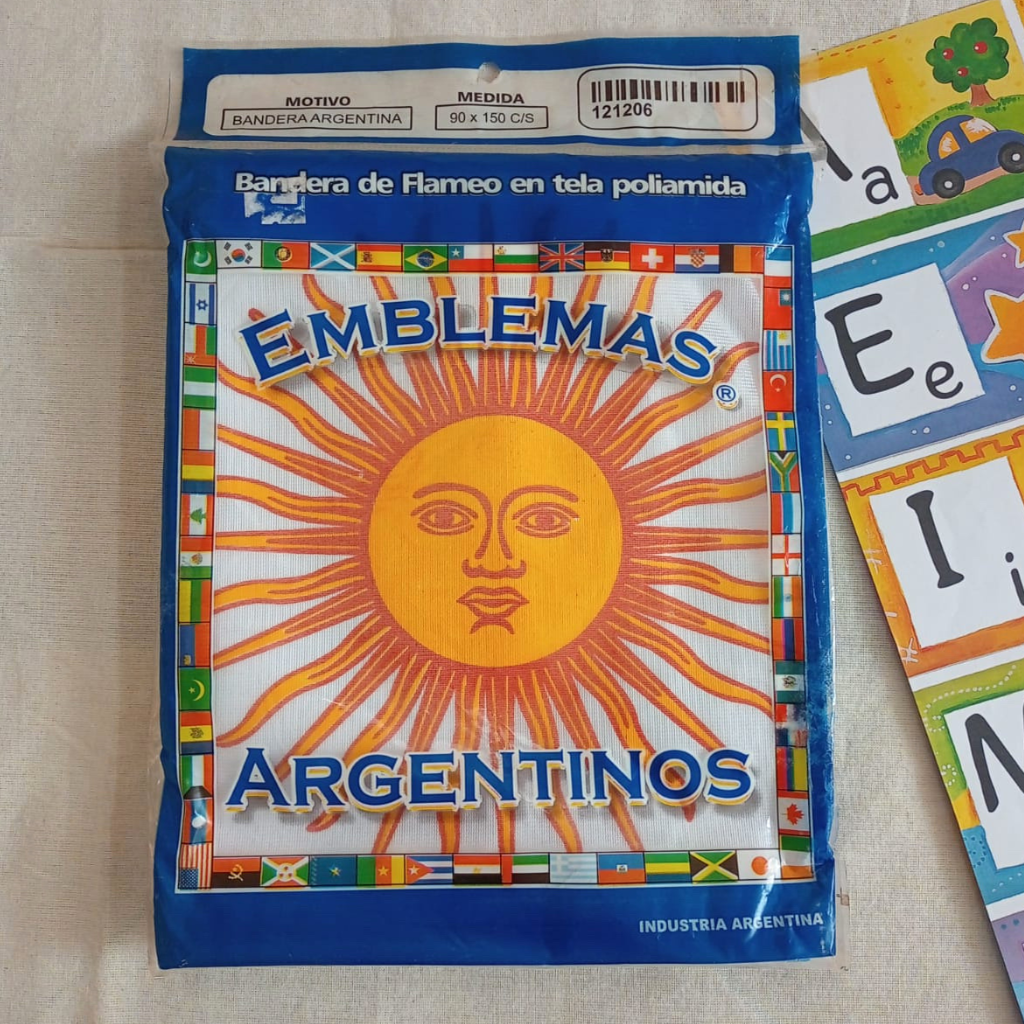 MOTIVO
BANDERA ARGENTINA
MEDIDA
90 x 150 C/S
121206
Bandera de Flameo en tela poliamida
EMBLEMAS
®
ARGENTINOS
INDUSTRIA ARGENTINA
a
E e
I i